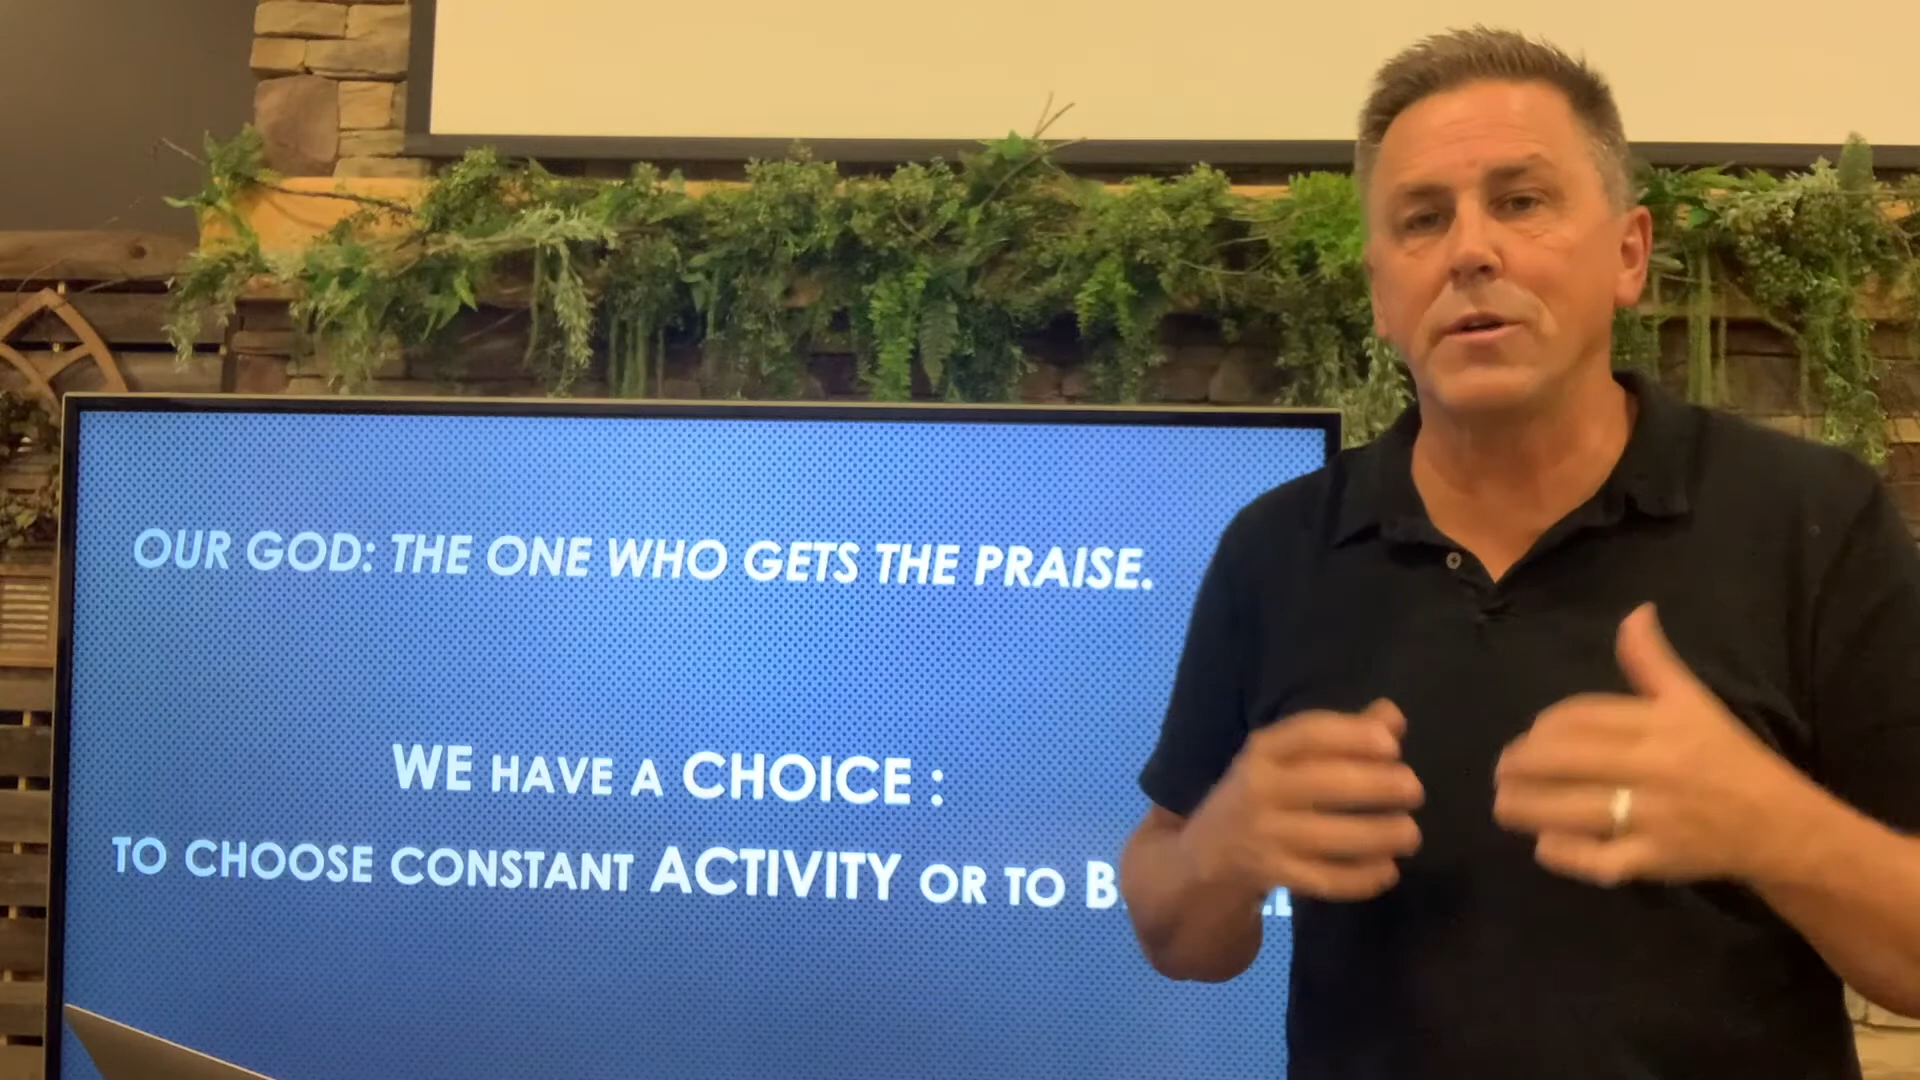 OUR GOD: THE ONE WHO GETS THE PRAISE.
WE HAVE A CHOICE :
TO CHOOSE CONSTANT ACTIVITY OR TO